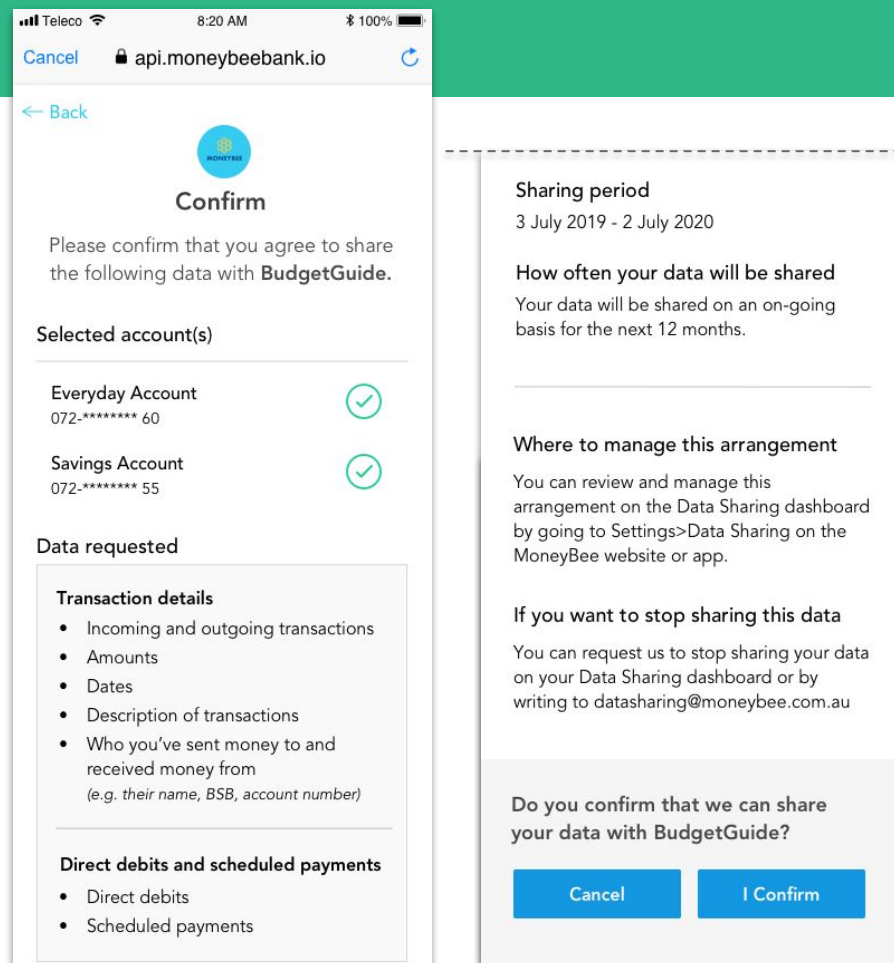 Teleco 8:20 AM 100%
Cancel api.moneybeebank.io
← Back
MONEYBEE
Confirm
Please confirm that you agree to share
the following data with BudgetGuide.
Selected account(s)
Everyday Account
072-******** 60
Savings Account
072-******** 55
Data requested
Transaction details
• Incoming and outgoing transactions
• Amounts
• Dates
• Description of transactions
• Who you’ve sent money to and
received money from
(e.g. their name, BSB, account number)
Direct debits and scheduled payments
• Direct debits
• Scheduled payments
Sharing period
3 July 2019 - 2 July 2020
How often your data will be shared
Your data will be shared on an on-going
basis for the next 12 months.
Where to manage this arrangement
You can review and manage this
arrangement on the Data Sharing dashboard
by going to Settings>Data Sharing on the
MoneyBee website or app.
If you want to stop sharing this data
You can request us to stop sharing your data
on your Data Sharing dashboard or by
writing to datasharing@moneybee.com.au
Do you confirm that we can share
your data with BudgetGuide?
Cancel I Confirm